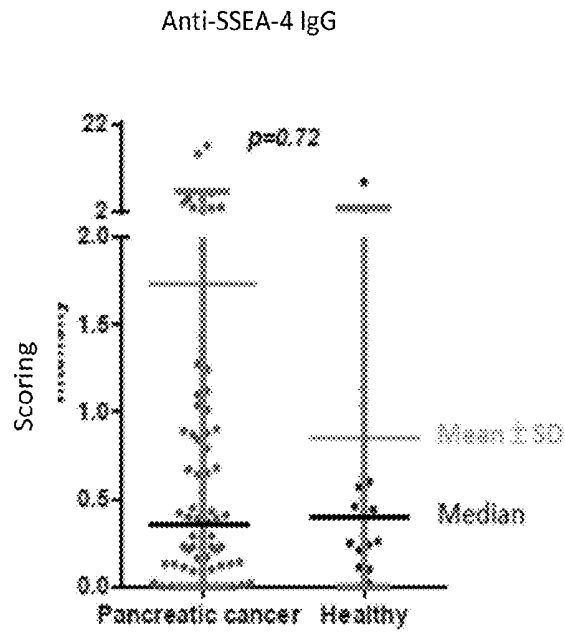 Anti-SSEA-4 IgG
22
p=0.72
2
2.0
1.5
Scoring
1.0
Mean ± SD
0.5
Median
0.0
Pancreatic cancer Healthy